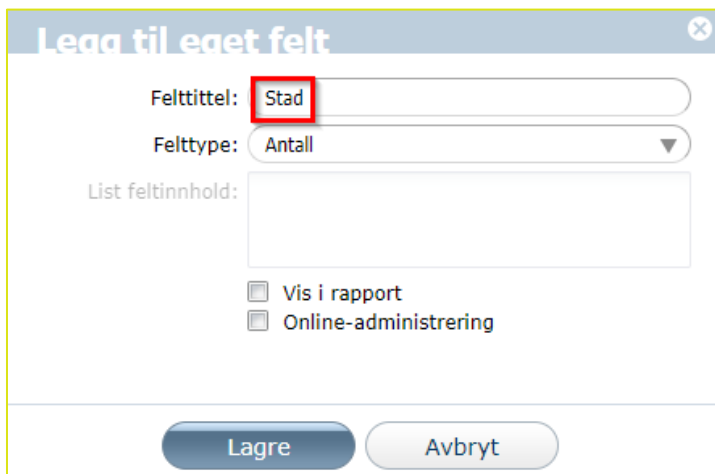 Legg til eget felt
Felttittel: Stad
Felttype: Antall
List feltinnhold:
Vis i rapport
Online-administrering
Lagre Avbryt